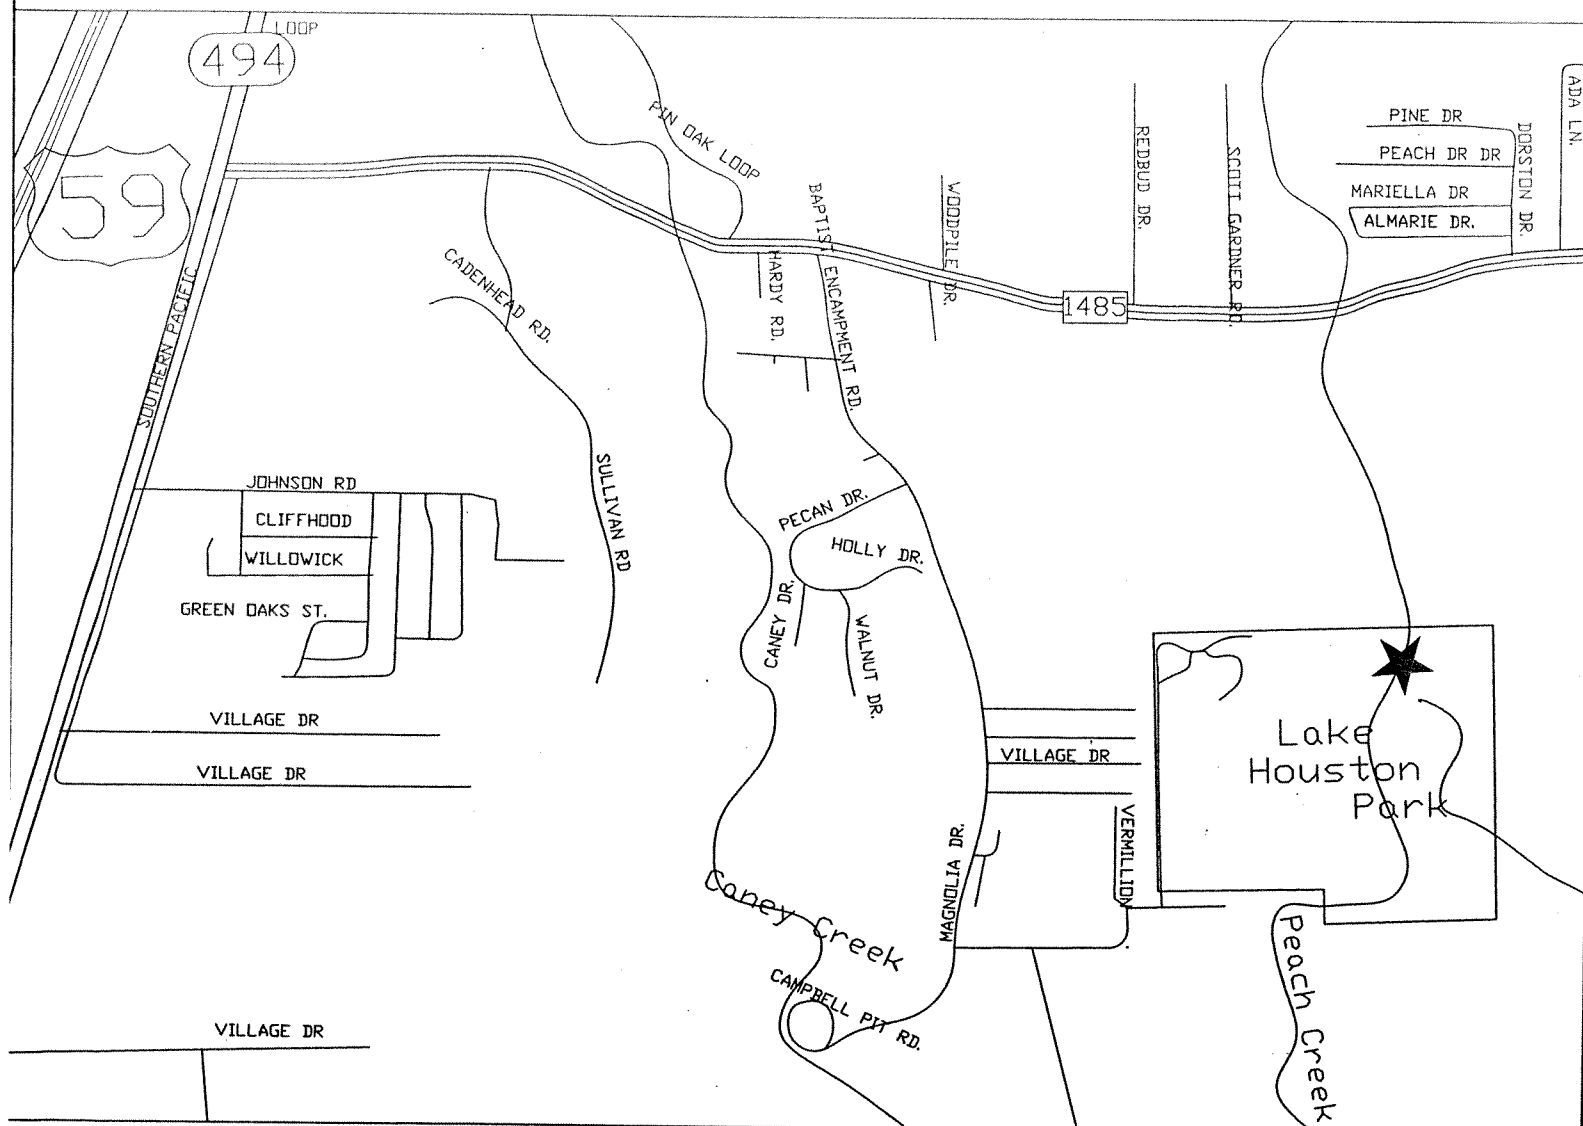 LOOP
494
59
SOUTHERN PACIFIC
PIN OAK LOOP
CADENHEAD RD.
HARDY RD.
BAPTIST ENCAMPMENT RD.
WOODPILE DR.
1485
REDBUD DR.
SCOTT GARDNER RD.
PINE DR
PEACH DR DR
MARIELLA DR
ALMARIE DR.
DORSTON DR.
ADA LN.
JOHNSON RD
CLIFFHOOD
WILLOWICK
GREEN OAKS ST.
SULLIVAN RD
PECAN DR.
HOLLY DR.
CANEY DR.
WALNUT DR.
VILLAGE DR
VILLAGE DR
VILLAGE DR
VERMILLION
MAGNOLIA DR.
Lake
Houston
Park
Caney Creek
CAMPBELL PIT RD.
Peach Creek
VILLAGE DR